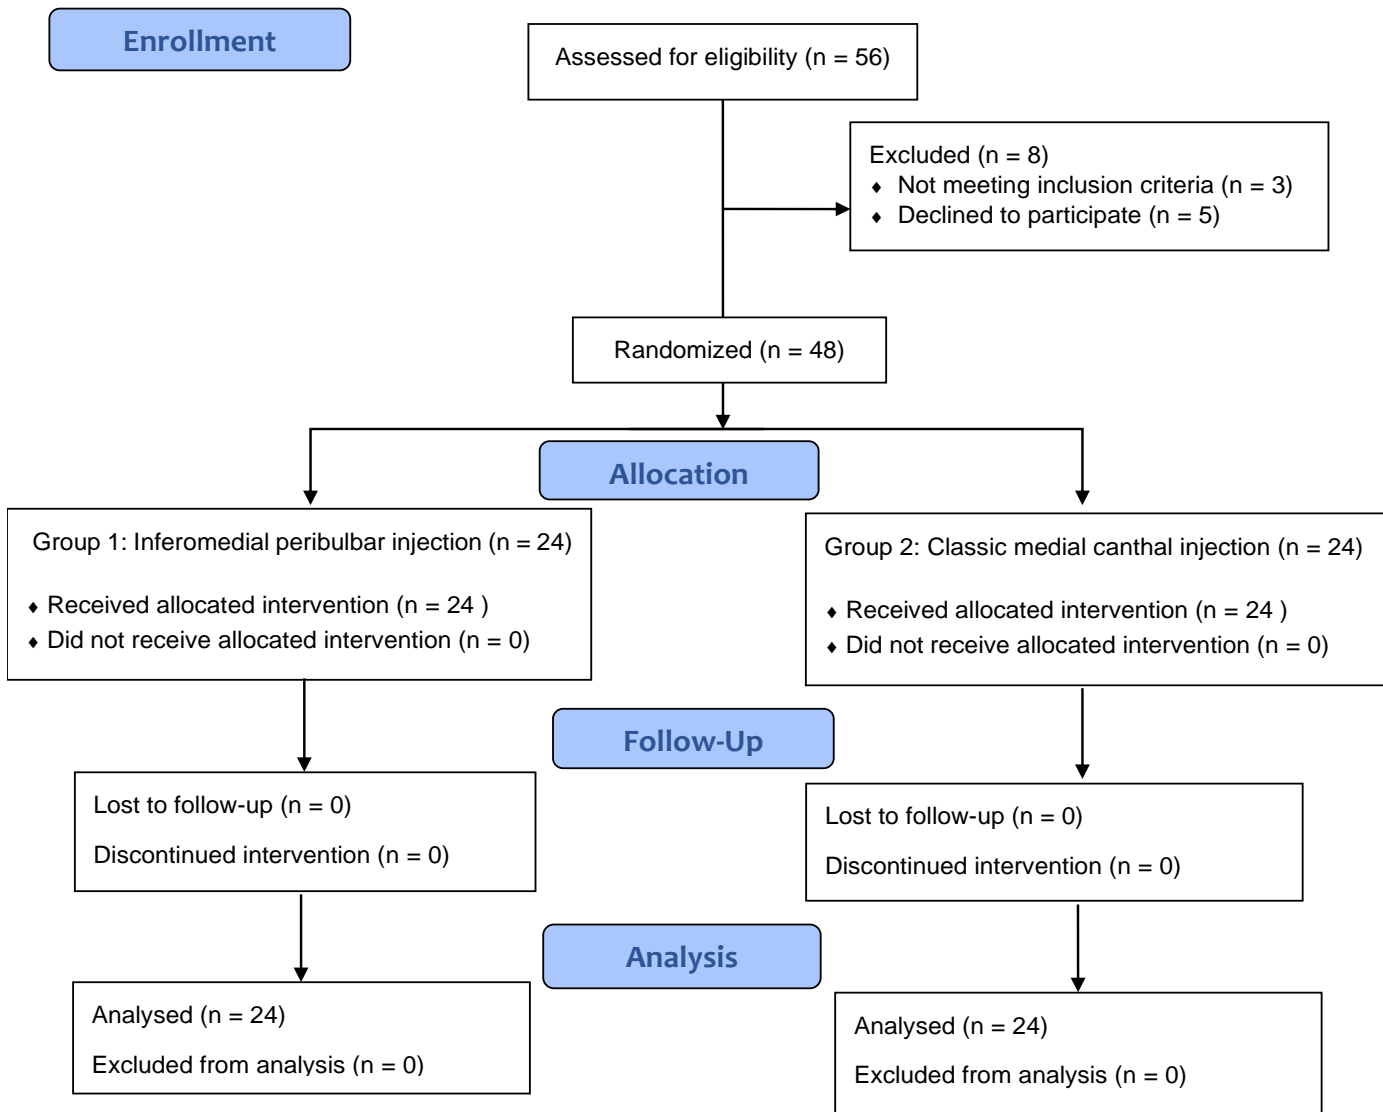 Enrollment
Assessed for eligibility (n = 56)
Excluded (n = 8)
♦ Not meeting inclusion criteria (n = 3)
♦ Declined to participate (n = 5)
Randomized (n = 48)
Allocation
Group 1: Inferomedial peribulbar injection (n = 24)
♦ Received allocated intervention (n = 24 )
♦ Did not receive allocated intervention (n = 0)
Group 2: Classic medial canthal injection (n = 24)
♦ Received allocated intervention (n = 24 )
♦ Did not receive allocated intervention (n = 0)
Follow-Up
Lost to follow-up (n = 0)
Discontinued intervention (n = 0)
Lost to follow-up (n = 0)
Discontinued intervention (n = 0)
Analysis
Analysed (n = 24)
Excluded from analysis (n = 0)
Analysed (n = 24)
Excluded from analysis (n = 0)